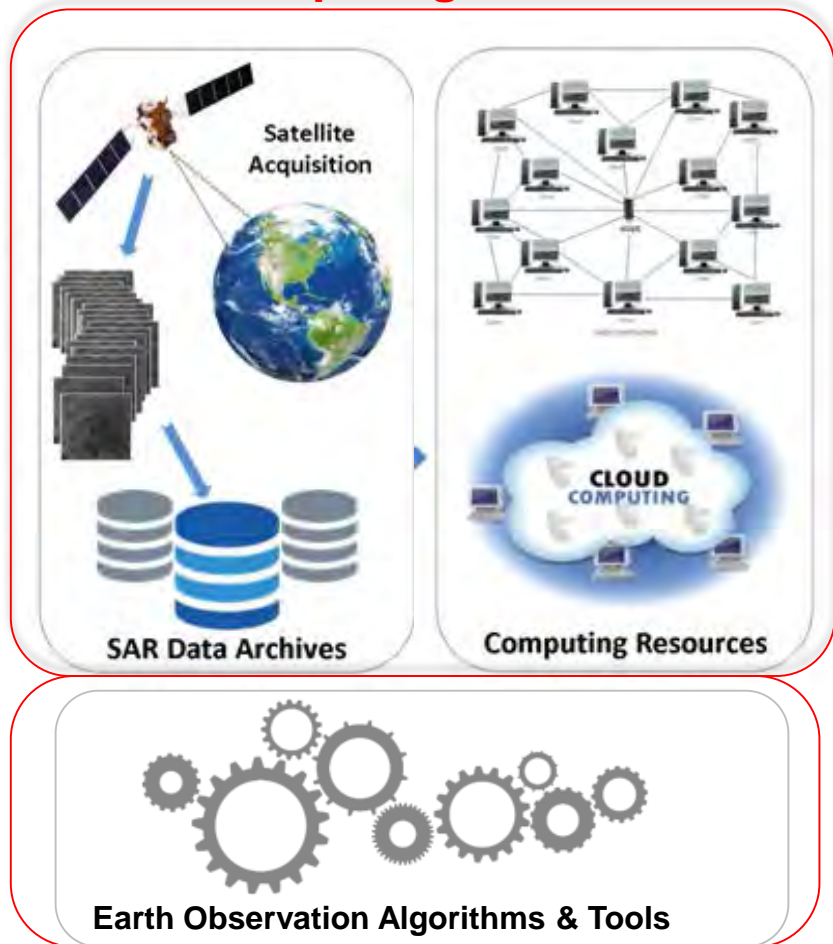 Satellite
Acquisition
SAR Data Archives
CLOUD
COMPUTING
Computing Resources
Earth Observation Algorithms & Tools